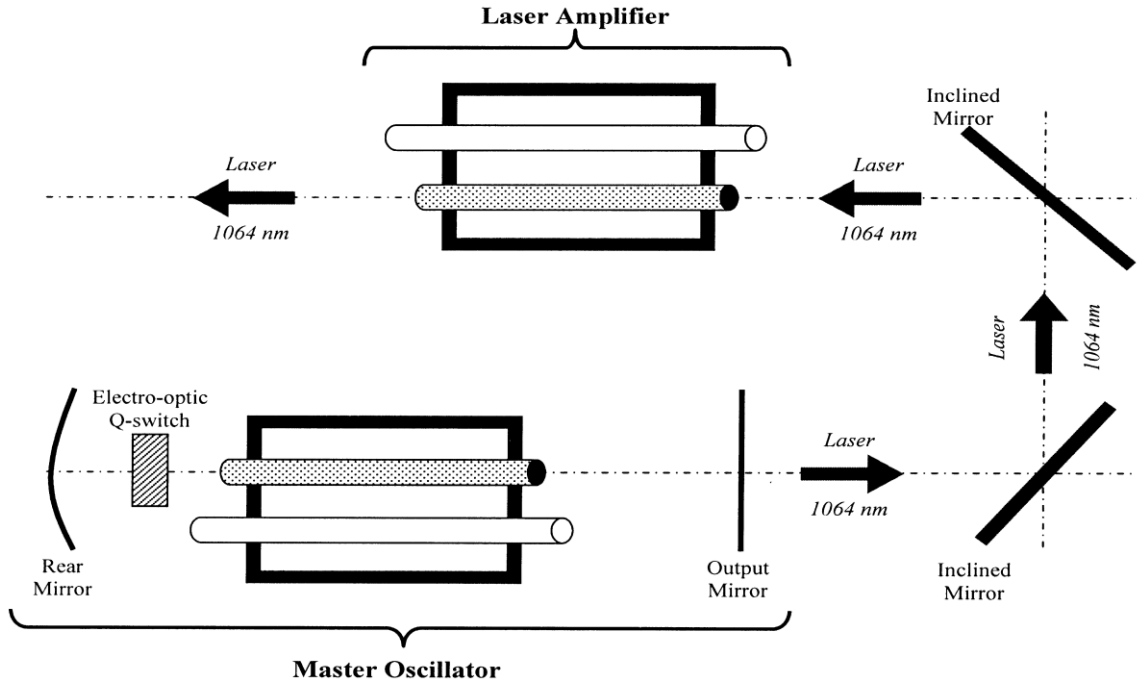 Laser Amplifier
Inclined
Mirror
Laser
1064 nm
Laser
1064 nm
Laser
1064 nm
Electro-optic
Q-switch
Laser
1064 nm
Rear
Mirror
Output
Mirror
Inclined
Mirror
Master Oscillator